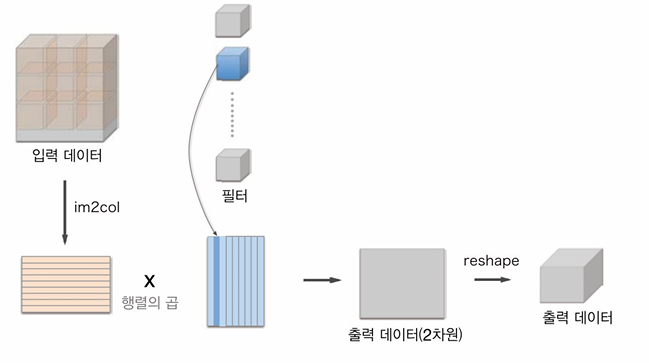 입력 데이터
필터
im2col
X
행렬의 곱
reshape
출력 데이터(2차원)
출력 데이터